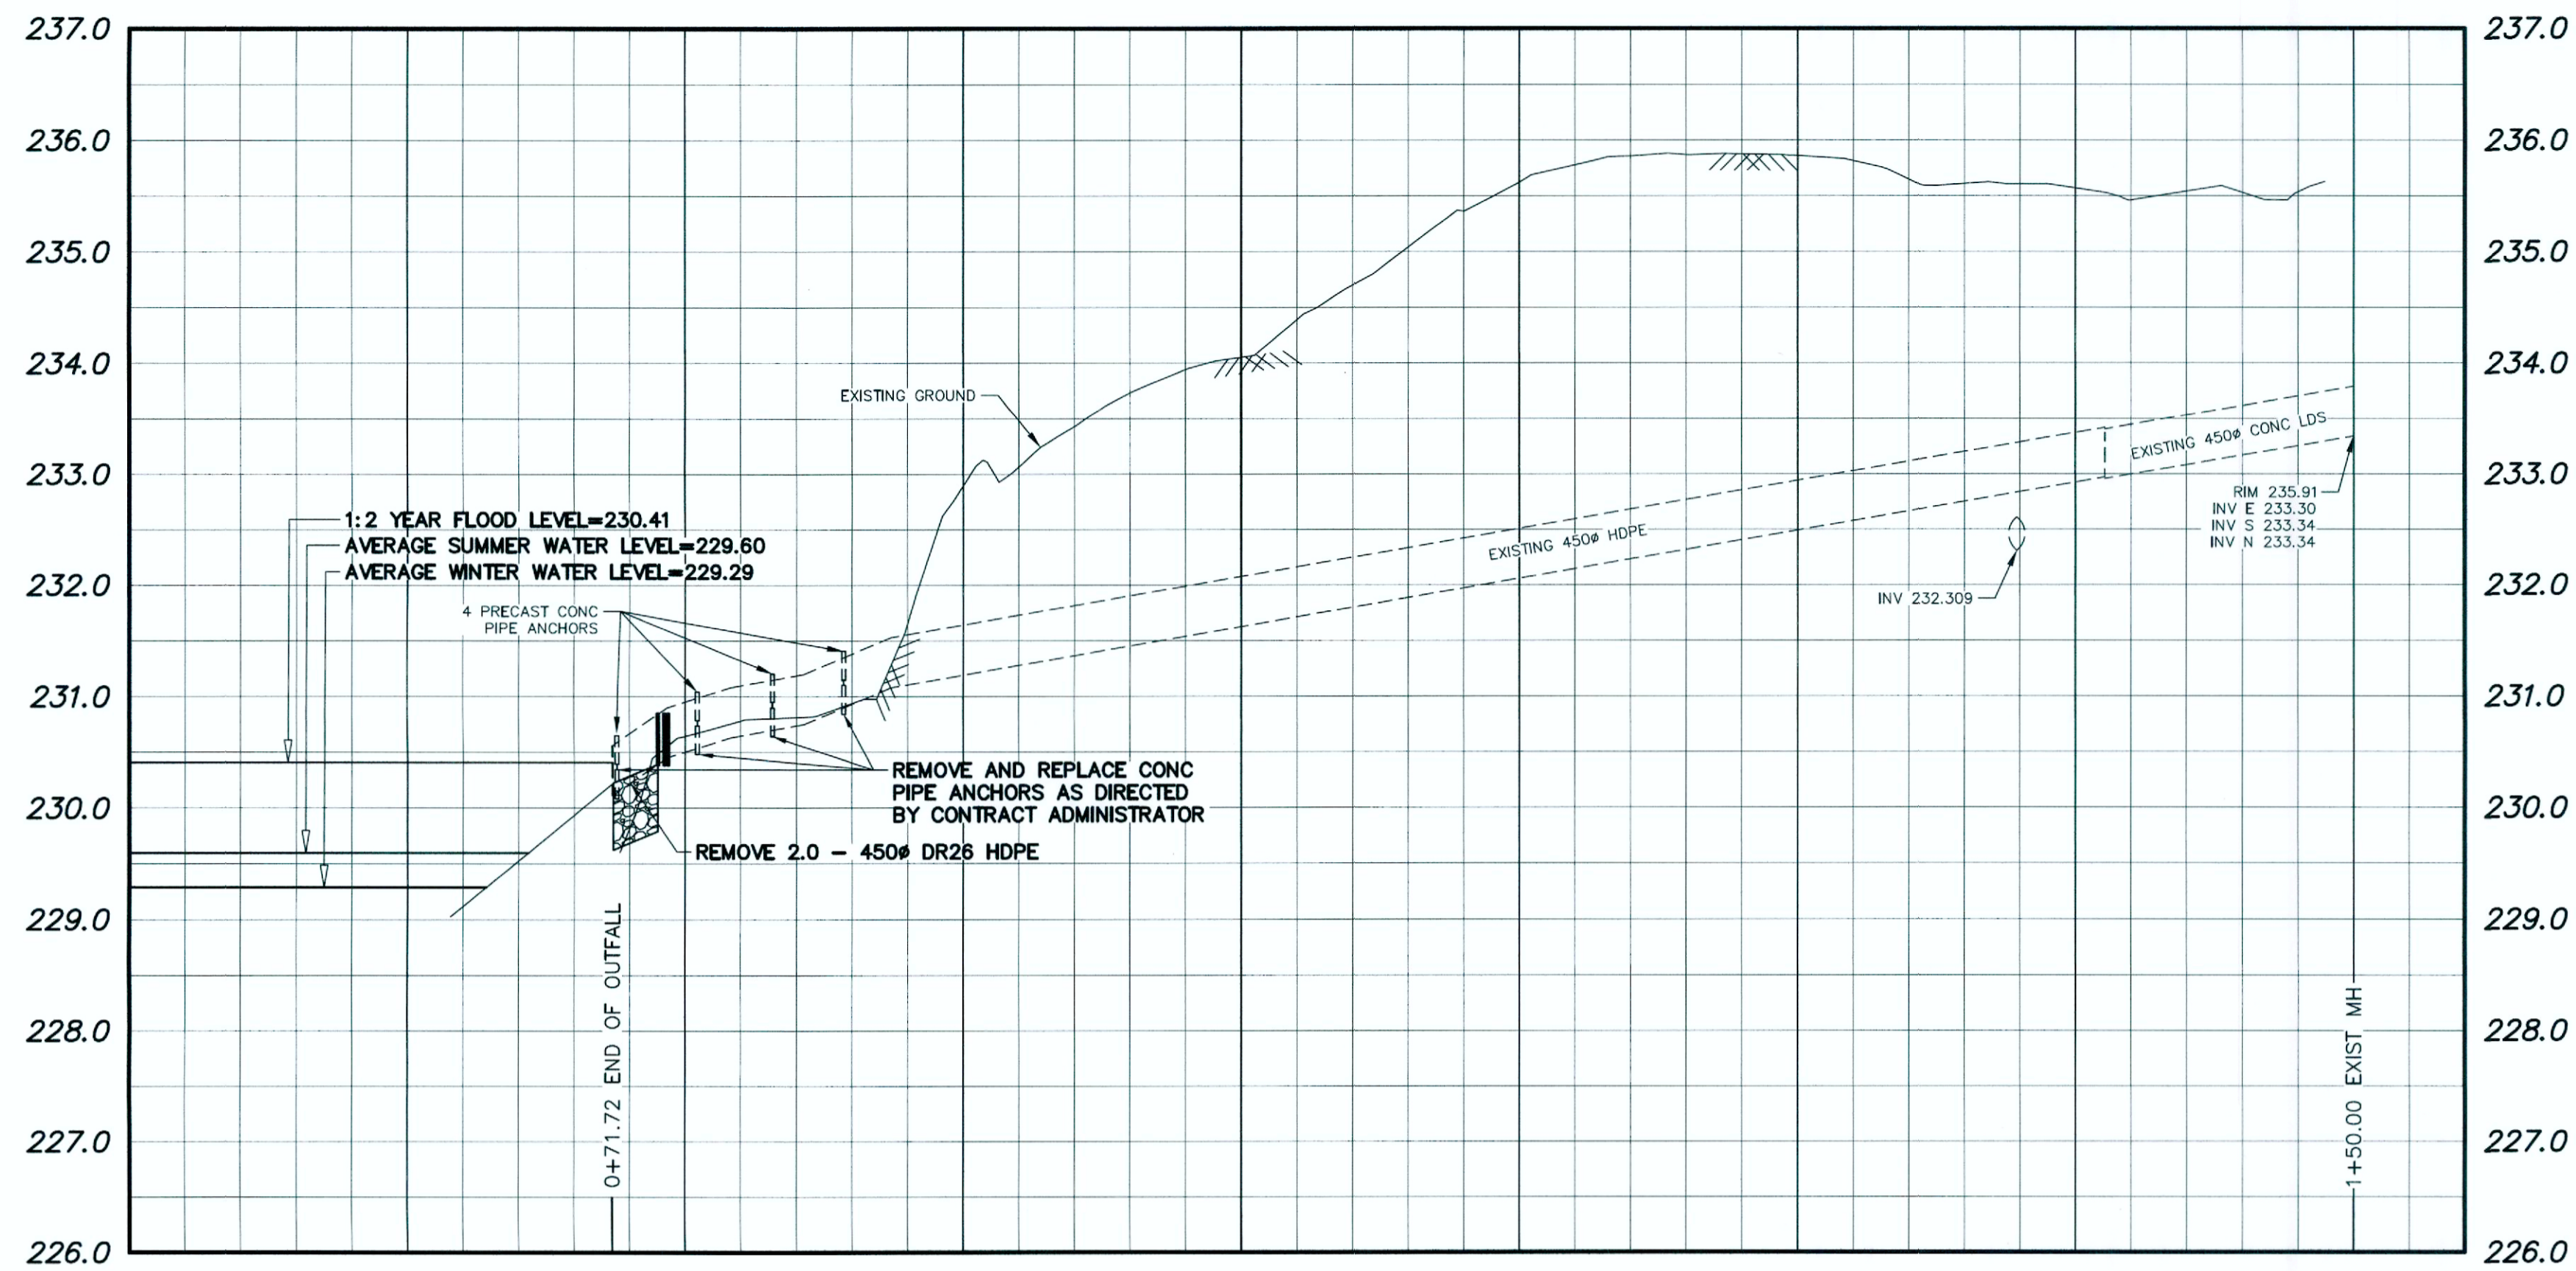 237.0
237.0
236.0
236.0
235.0
235.0
234.0
234.0
EXISTING GROUND
EXISTING 450ø CONC LDS
233.0
233.0
RIM 235.91
INV E 233.30
INV S 233.34
INV N 233.34
1:2 YEAR FLOOD LEVEL=230.41
AVERAGE SUMMER WATER LEVEL=229.60
AVERAGE WINTER WATER LEVEL=229.29
EXISTING 450ø HDPE
232.0
232.0
INV 232.309
4 PRECAST CONC
PIPE ANCHORS
231.0
231.0
REMOVE AND REPLACE CONC
PIPE ANCHORS AS DIRECTED
BY CONTRACT ADMINISTRATOR
230.0
230.0
REMOVE 2.0 - 450ø DR26 HDPE
229.0
229.0
0+71.72 END OF OUTFALL
1+50.00 EXIST MH
228.0
228.0
227.0
227.0
226.0
226.0